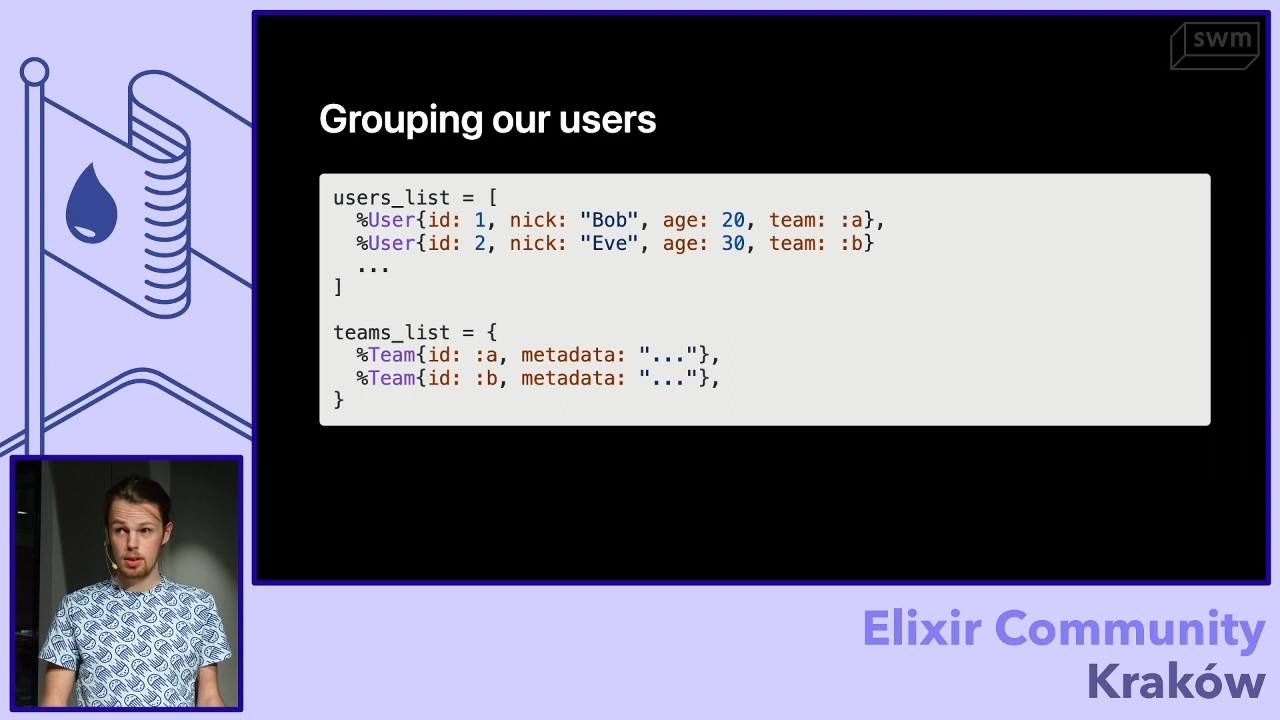 swm
Grouping our users
users_list = [
  %User{id: 1, nick: "Bob", age: 20, team: :a},
  %User{id: 2, nick: "Eve", age: 30, team: :b}
  ...
]

teams_list = {
  %Team{id: :a, metadata: "..."},
  %Team{id: :b, metadata: "..."},
}
Elixir Community
Kraków